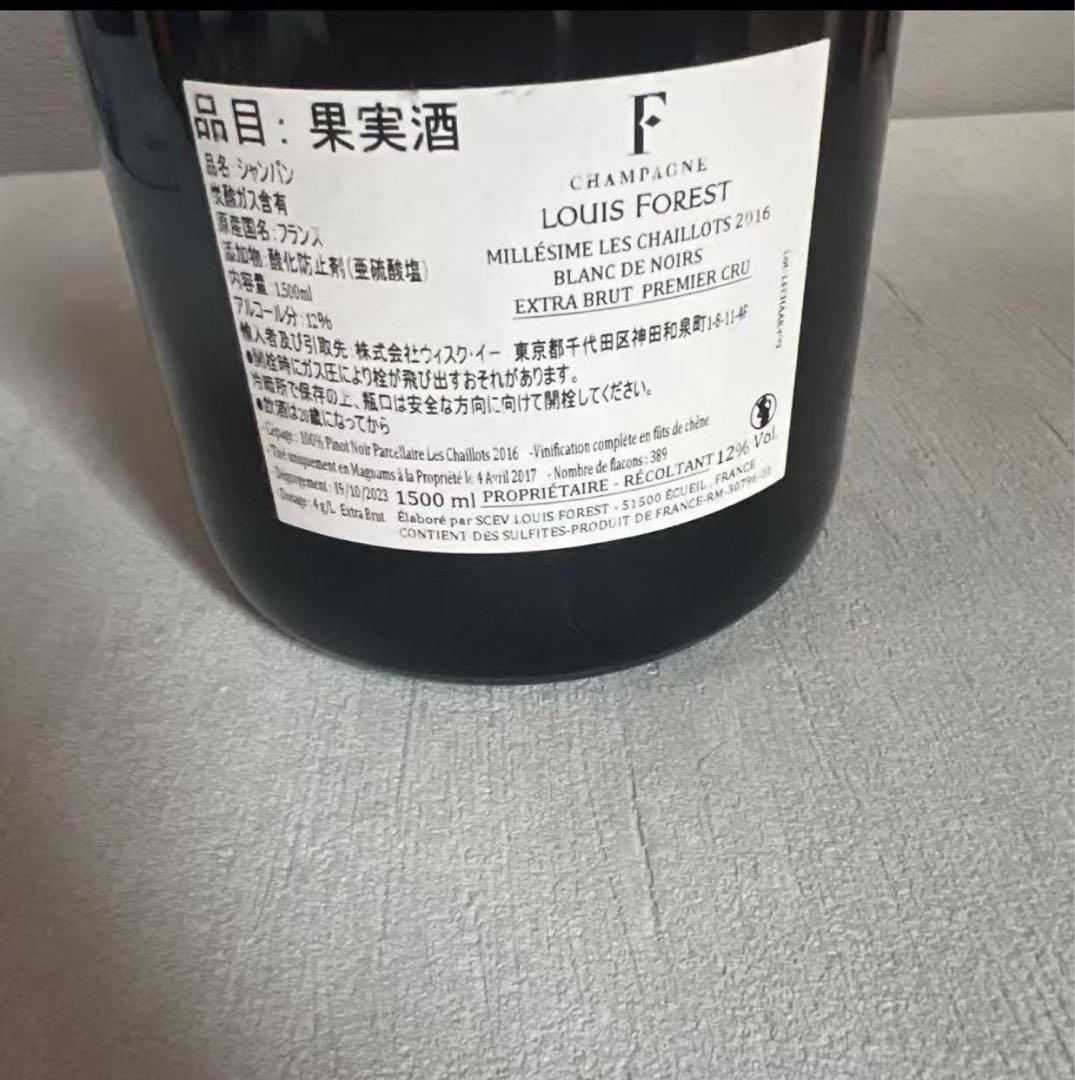 品目: 果実酒
品名:シャンパン
炭酸ガス含有
原産国名:フランス
添加物:酸化防止剤(亜硫酸塩)
内容量:1.500ml
アルコール分:12%
輸入者及び引取先:株式会社ウィスク・イー 東京都千代田区神田和泉町1-8-11-4F
●開栓時にガス圧により栓が飛び出すおそれがあります。
冷暗所で保存の上、瓶口は安全な方向に向けて開栓してください。
●飲酒は20歳になってから
F
CHAMPAGNE
LOUIS FOREST
MILLÉSIME LES CHAILLOTS 2016
BLANC DE NOIRS
EXTRA BRUT PREMIER CRU
-Cépage: 100% Pinot Noir Parcellaire Les Chaillots 2016 -Vinification complète en fûts de chêne
-Tiré uniquement en Magnums à la Propriété le 4 Avril 2017 -Nombre de flacons: 389
-Dégorgement: 19/10/2023 1500 ml PROPRIÉTAIRE - RÉCOLTANT 12% Vol.
-Dosage: 4 g/L Extra Brut Élaboré par SCEV LOUIS FOREST - 51500 ÉCUEIL, FRANCE
CONTIENT DES SULFITES-PRODUIT DE FRANCE-RM-30796-01